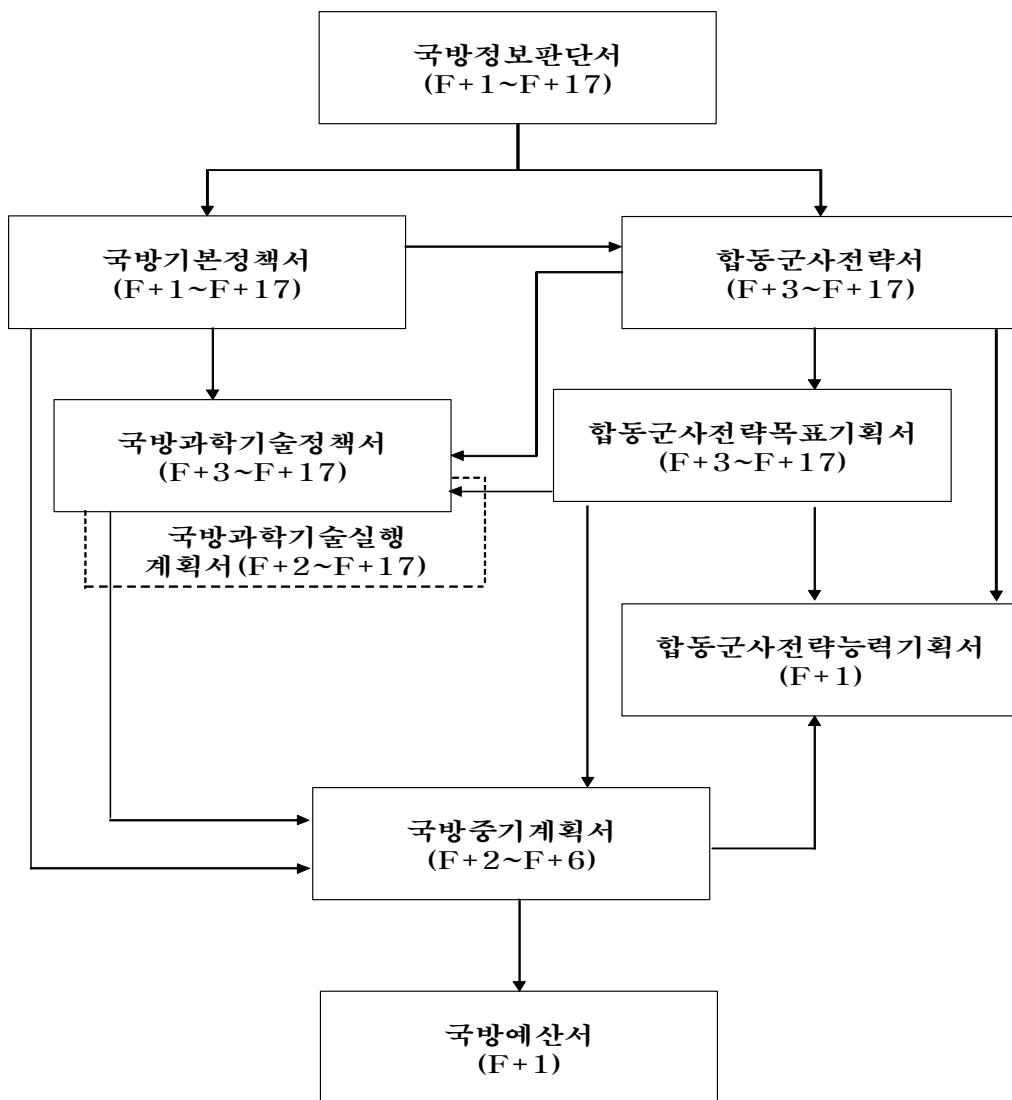 국방정보판단서
(F+1~F+17)
국방기본정책서
(F+1~F+17)
합동군사전략서
(F+3~F+17)
국방과학기술정책서
(F+3~F+17)
합동군사전략목표기획서
(F+3~F+17)
국방과학기술실행
계획서(F+2~F+17)
합동군사전략능력기획서
(F+1)
국방중기계획서
(F+2~F+6)
국방예산서
(F+1)